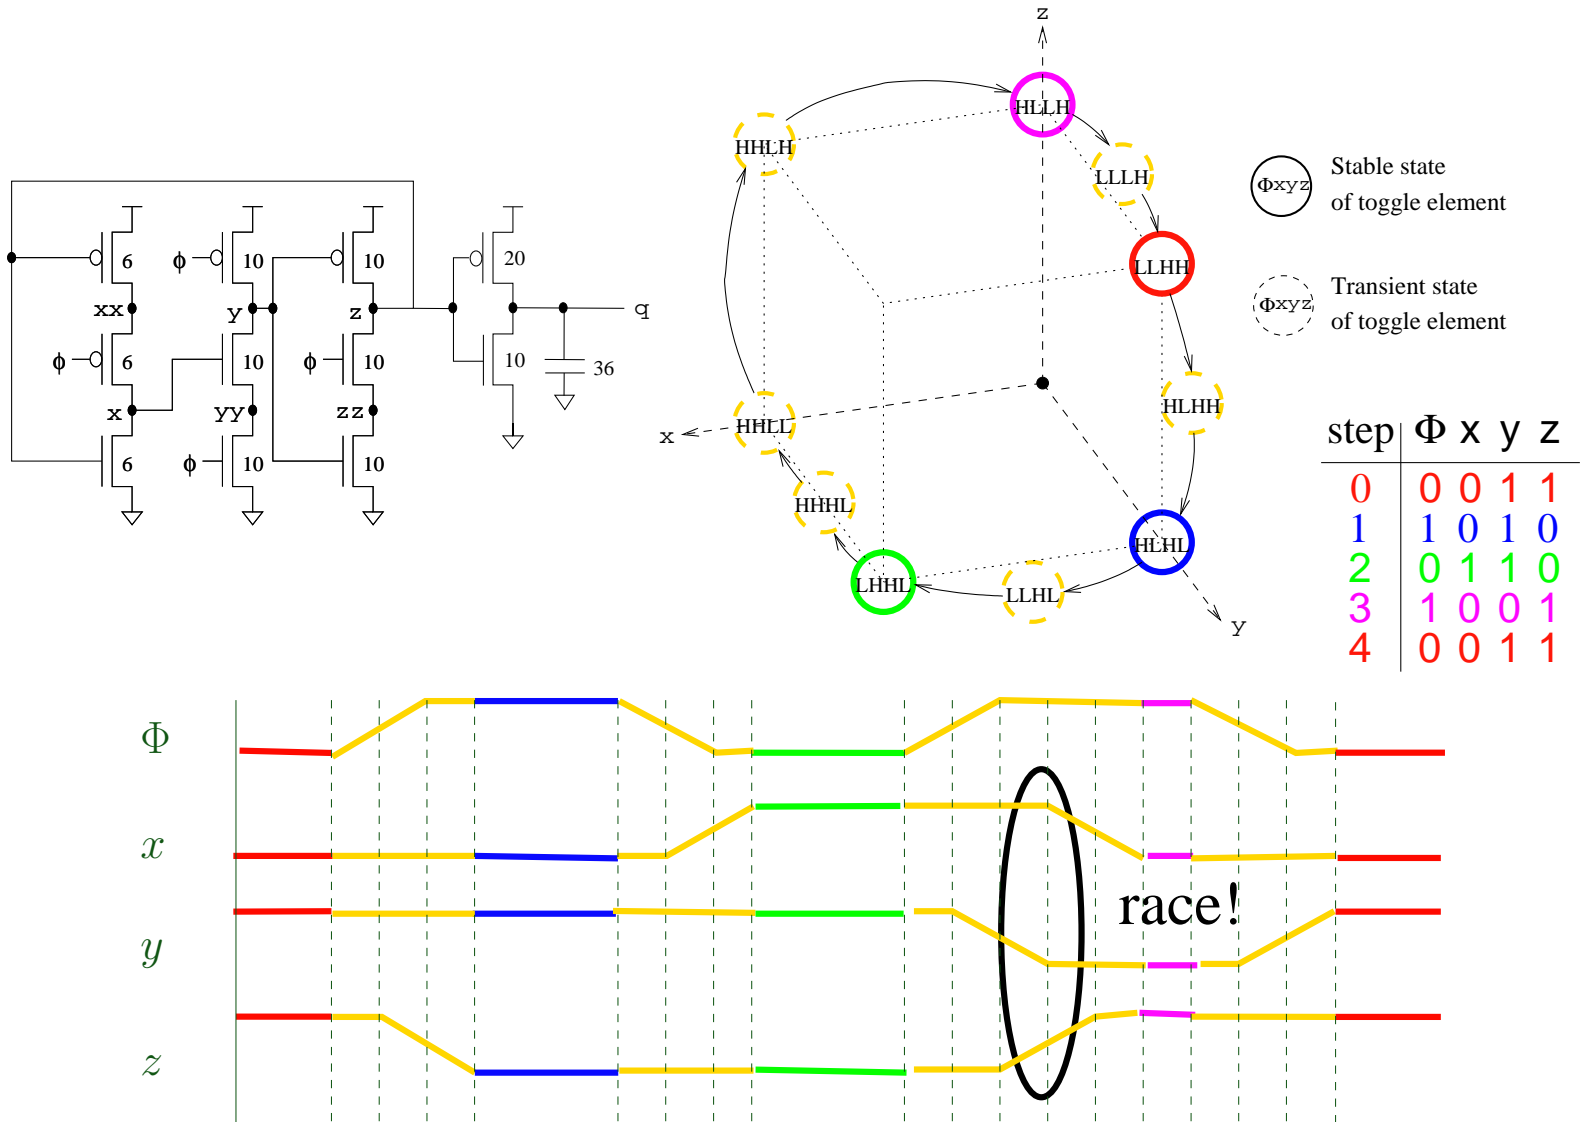 z
HLLH
HHLH
LLLH
Φxyz
Stable state
of toggle element
LLHH
Φxyz
Transient state
of toggle element
6
ϕ
10
10
20
xx
y
z
q
ϕ
6
10
ϕ
10
10
36
x
yy
zz
6
ϕ
10
10
x
HHLL
HLHH
HHHL
HLHL
LHHL
LLHL
y
step Φ x y z
0 0 0 1 1
1 1 0 1 0
2 0 1 1 0
3 1 0 0 1
4 0 0 1 1
Φ
x
race!
y
z